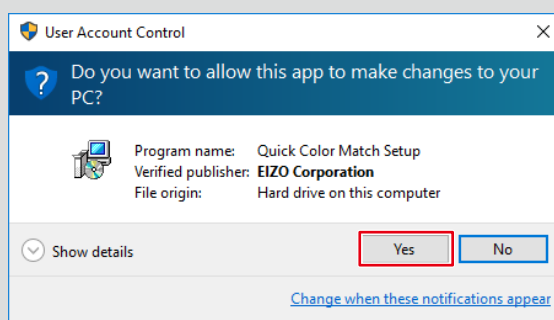 User Account Control
Do you want to allow this app to make changes to your
PC?
Program name: Quick Color Match Setup
Verified publisher: EIZO Corporation
File origin: Hard drive on this computer
Show details
Yes No
Change when these notifications appear